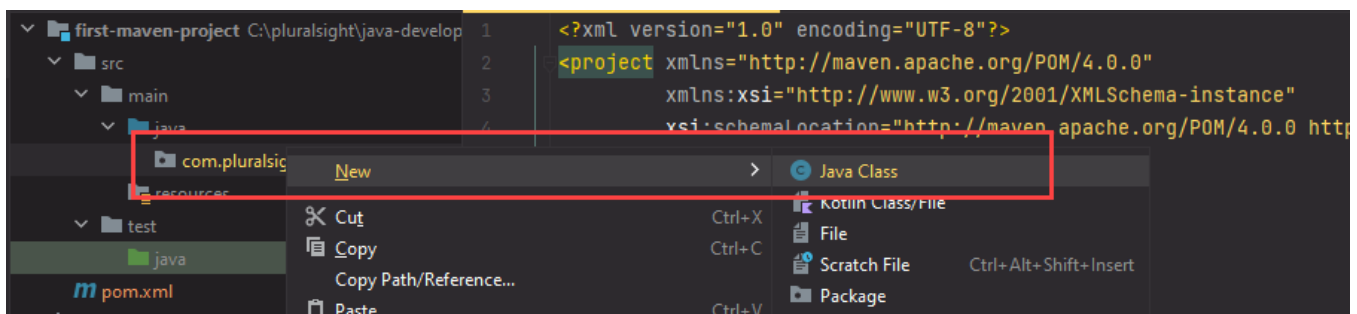 first-maven-project C:\pluralsight\java-develop
src
main
java
com.pluralsig
resources
test
java
pom.xml
1 <?xml version="1.0" encoding="UTF-8"?>
2 <project xmlns="http://maven.apache.org/POM/4.0.0"
3 xmlns:xsi="http://www.w3.org/2001/XMLSchema-instance"
4 xsi:schemaLocation="http://maven.apache.org/POM/4.0.0 http
New
Cut Ctrl+X
Copy Ctrl+C
Copy Path/Reference...
Paste Ctrl+V
Java Class
Kotlin Class/File
File
Scratch File Ctrl+Alt+Shift+Insert
Package